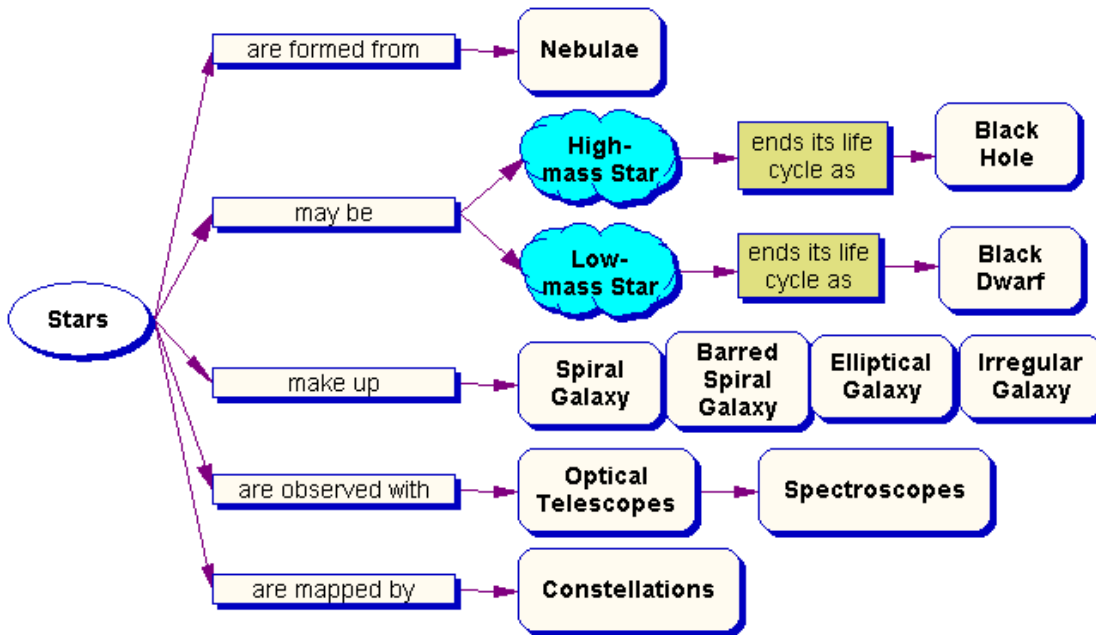 are formed from
Nebulae
High-
mass Star
ends its life
cycle as
Black
Hole
may be
Low-
mass Star
ends its life
cycle as
Black
Dwarf
Stars
make up
Spiral
Galaxy
Barred
Spiral
Galaxy
Elliptical
Galaxy
Irregular
Galaxy
are observed with
Optical
Telescopes
Spectroscopes
are mapped by
Constellations